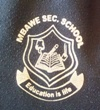 MBAWE SEC. SCHOOL
Education is life